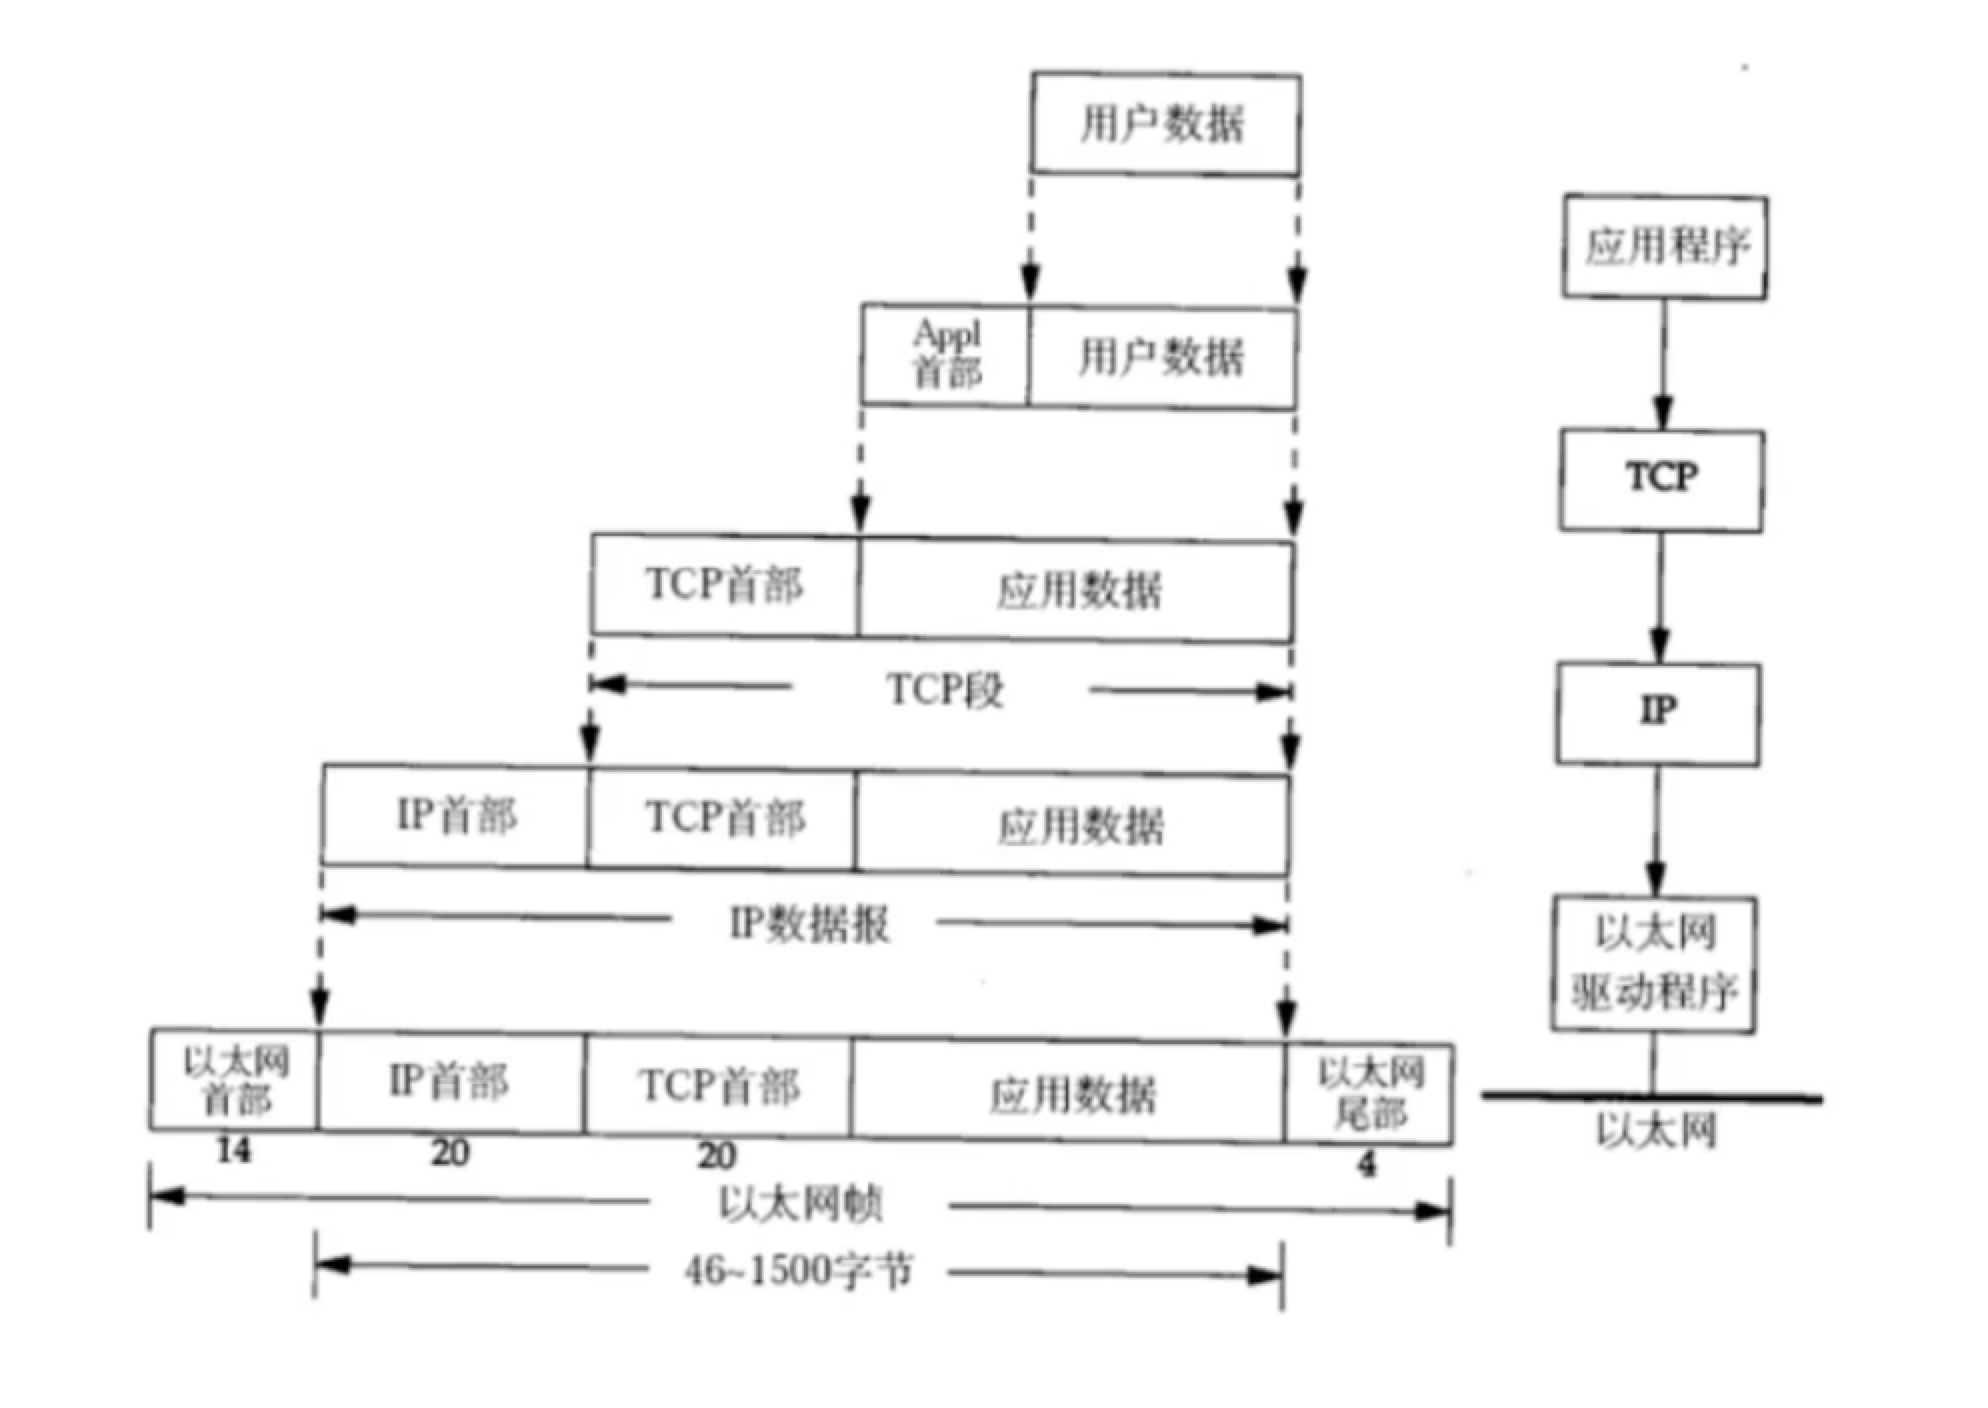 用户数据
应用程序
Appl
首部
用户数据
TCP
TCP首部
应用数据
TCP段
IP
IP首部
TCP首部
应用数据
IP数据报
以太网
驱动程序
以太网
首部
IP首部
TCP首部
应用数据
以太网
尾部
14
20
20
4
以太网
以太网帧
46~1500字节